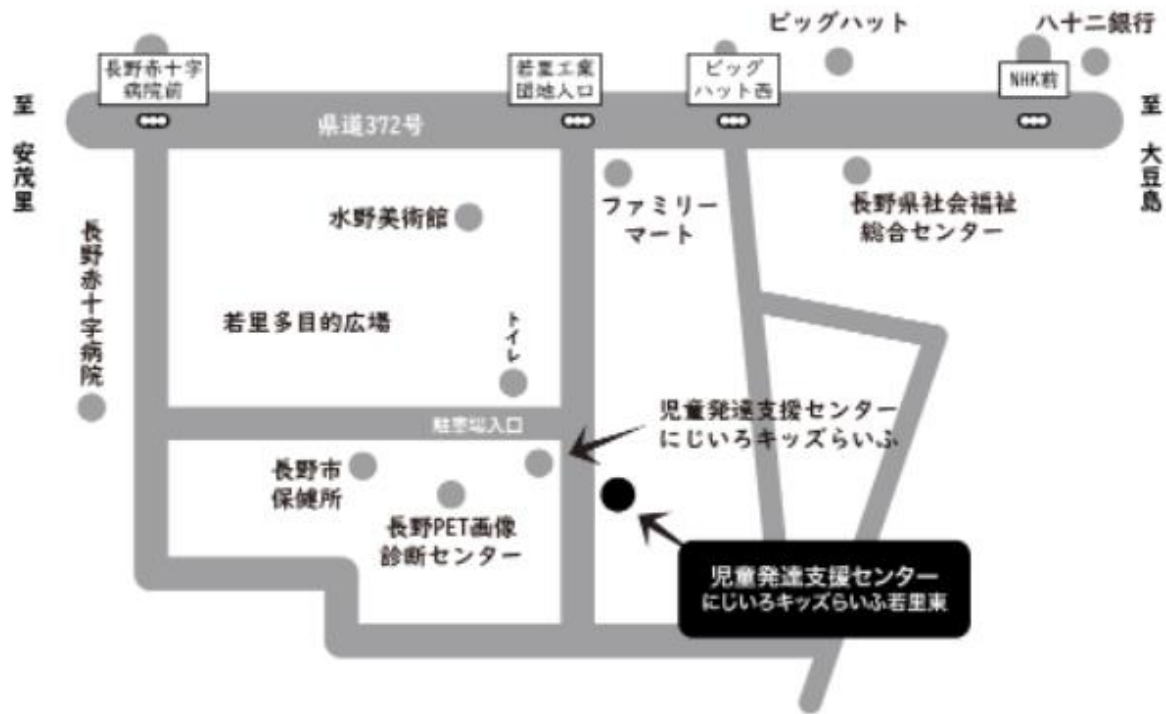 ビッグハット
八十二銀行
長野赤十字
病院前
若里工業
団地入口
ビッグ
ハット西
NHK前
至 安茂里
県道372号
至 大豆島
水野美術館
ファミリー
マート
長野県社会福祉
総合センター
長野赤十字病院
若里多目的広場
トイレ
駐車場入口
児童発達支援センター
にじいろキッズらいふ
長野市
保健所
長野PET画像
診断センター
児童発達支援センター
にじいろキッズらいふ若里東